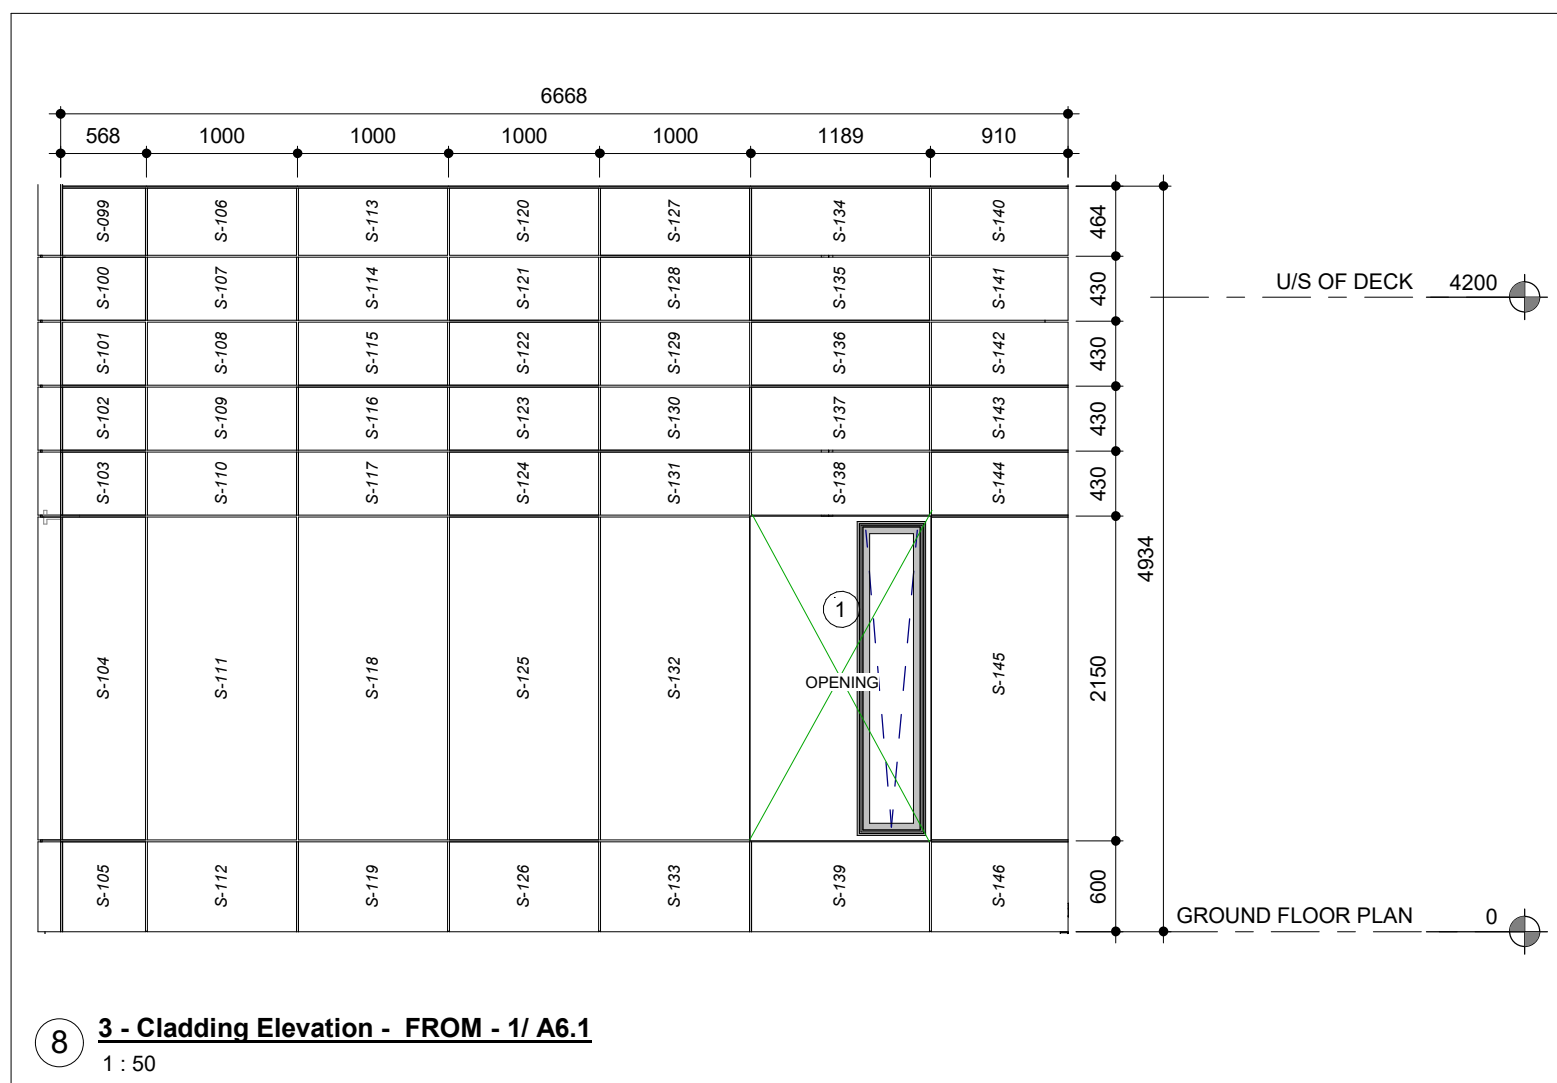 6668
568 1000 1000 1000 1000 1189 910
S-099 S-106 S-113 S-120 S-127 S-134 S-140 464
S-100 S-107 S-114 S-121 S-128 S-135 S-141 430
U/S OF DECK 4200
S-101 S-108 S-115 S-122 S-129 S-136 S-142 430
S-102 S-109 S-116 S-123 S-130 S-137 S-143 430
S-103 S-110 S-117 S-124 S-131 S-138 S-144 430
4934
1
S-104 S-111 S-118 S-125 S-132 OPENING S-145 2150
S-105 S-112 S-119 S-126 S-133 S-139 S-146 600
GROUND FLOOR PLAN 0
8 3 - Cladding Elevation - FROM - 1/ A6.1
1 : 50